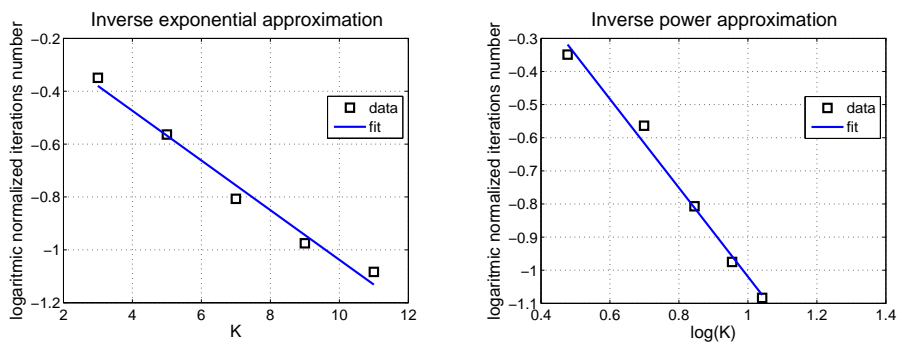 Inverse exponential approximation
logaritmic normalized iterations number
−0.2
−0.4
−0.6
−0.8
−1
−1.2
2
4
6
8
10
12
K
data
fit
Inverse power approximation
logaritmic normalized iterations number
−0.3
−0.4
−0.5
−0.6
−0.7
−0.8
−0.9
−1
−1.1
0.4
0.6
0.8
1
1.2
1.4
log(K)
data
fit